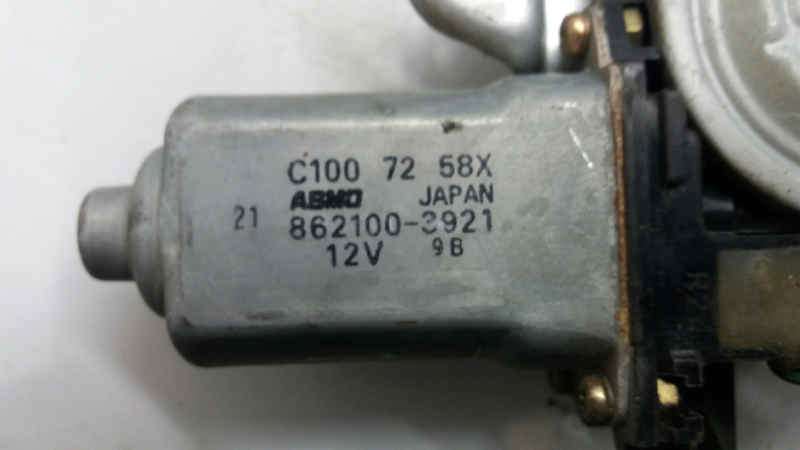 C100 72 58X
ASMO JAPAN
21 862100-3921
12V 9B